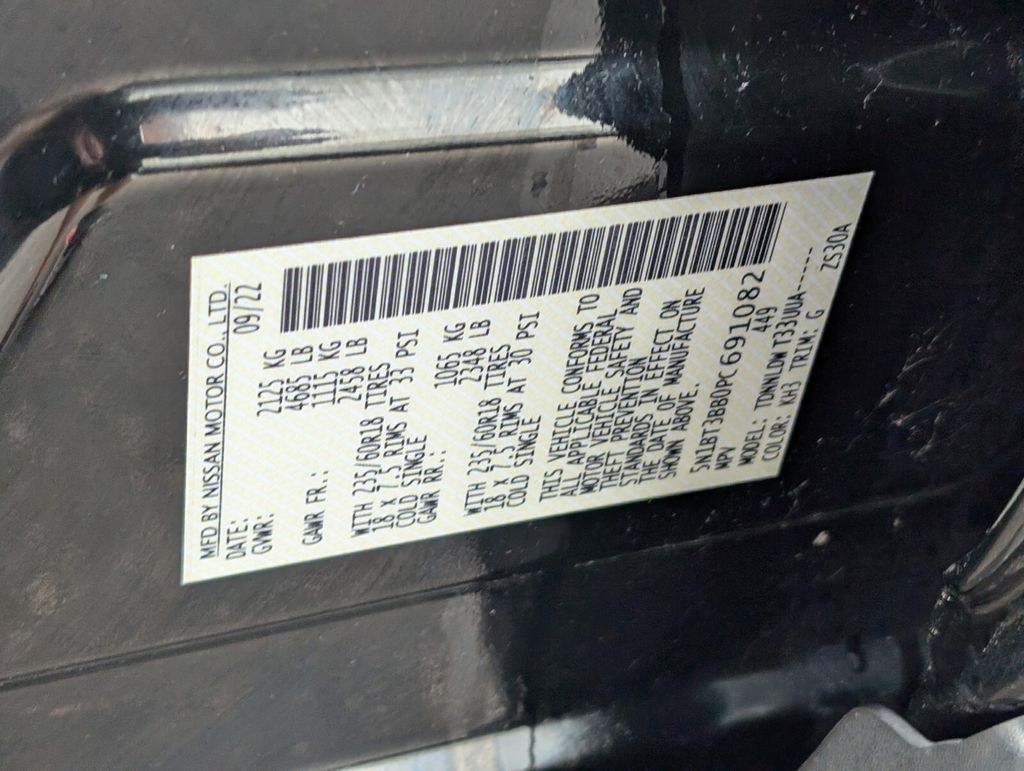 MFD BY NISSAN MOTOR CO.,LTD.
DATE: 09/22
GVWR: 2125 KG
4685 LB
GAWR FR.: 1115 KG
2458 LB
WITH 235/60R18 TIRES
18 X 7.5 RIMS AT 33 PSI
COLD SINGLE
GAWR RR.: 1065 KG
2348 LB
WITH 235/60R18 TIRES
18 X 7.5 RIMS AT 30 PSI
COLD SINGLE
THIS VEHICLE CONFORMS TO
ALL APPLICABLE FEDERAL
MOTOR VEHICLE SAFETY AND
THEFT PREVENTION
STANDARDS IN EFFECT ON
THE DATE OF MANUFACTURE
SHOWN ABOVE.
5N1BT3BB0PC691082
MPV 449
MODEL: TDNNLDW T33UUA------
COLOR: KH3 TRIM: G ZS30A